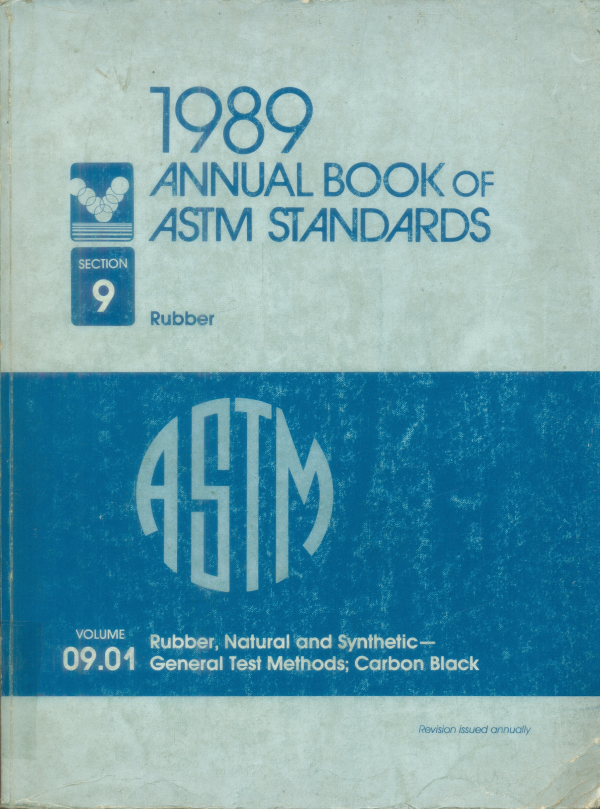 1989
ANNUAL BOOK OF
ASTM STANDARDS
SECTION
9
Rubber
ASTM
VOLUME
09.01
Rubber, Natural and Synthetic—
General Test Methods; Carbon Black
Revision issued annually